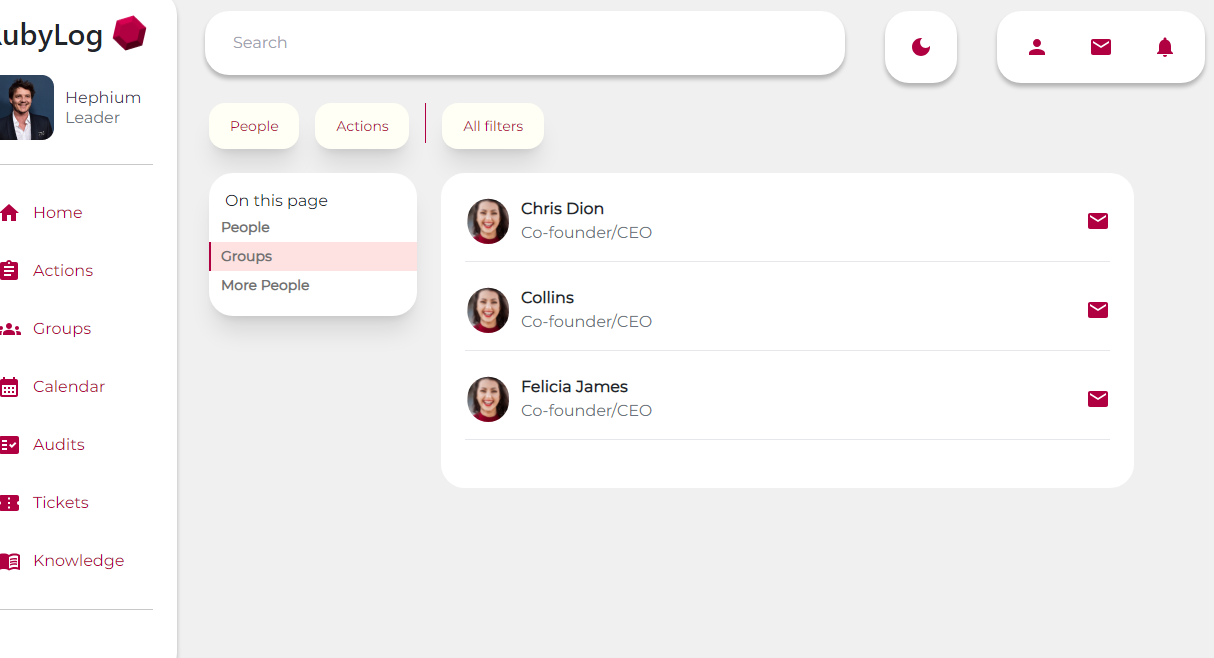 ubyLog
Hephium
Leader
Home
Actions
Groups
Calendar
Audits
Tickets
Knowledge
Search
People
Actions
All filters
On this page
People
Groups
More People
Chris Dion
Co-founder/CEO
Collins
Co-founder/CEO
Felicia James
Co-founder/CEO